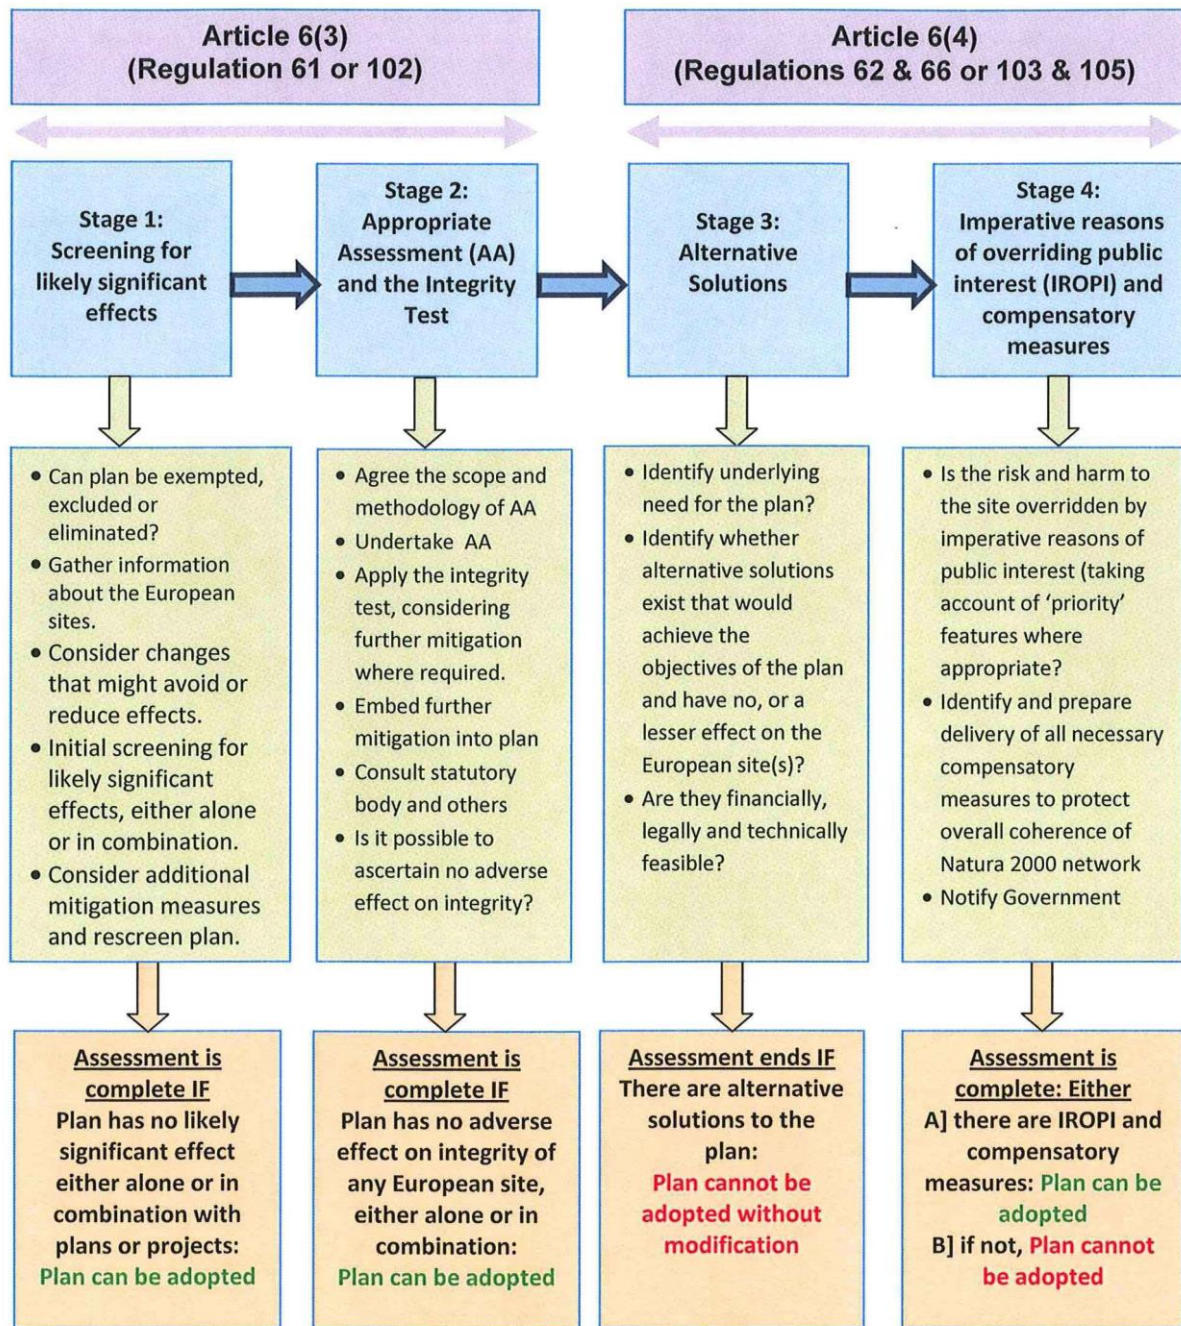 Article 6(3)
(Regulation 61 or 102)
Article 6(4)
(Regulations 62 & 66 or 103 & 105)
Stage 1:
Screening for
likely significant
effects
Stage 2:
Appropriate
Assessment (AA)
and the Integrity
Test
Stage 3:
Alternative
Solutions
Stage 4:
Imperative reasons
of overriding public
interest (IROPI) and
compensatory
measures
• Can plan be exempted,
excluded or
eliminated?
• Gather information
about the European
sites.
• Consider changes
that might avoid or
reduce effects.
• Initial screening for
likely significant
effects, either alone
or in combination.
• Consider additional
mitigation measures
and rescreen plan.
• Agree the scope and
methodology of AA
• Undertake AA
• Apply the integrity
test, considering
further mitigation
where required.
• Embed further
mitigation into plan
• Consult statutory
body and others
• Is it possible to
ascertain no adverse
effect on integrity?
• Identify underlying
need for the plan?
• Identify whether
alternative solutions
exist that would
achieve the
objectives of the plan
and have no, or a
lesser effect on the
European site(s)?
• Are they financially,
legally and technically
feasible?
• Is the risk and harm to
the site overridden by
imperative reasons of
public interest (taking
account of ‘priority’
features where
appropriate?
• Identify and prepare
delivery of all necessary
compensatory
measures to protect
overall coherence of
Natura 2000 network
• Notify Government
Assessment is
complete IF
Plan has no likely
significant effect
either alone or in
combination with
plans or projects:
Plan can be adopted
Assessment is
complete IF
Plan has no adverse
effect on integrity of
any European site,
either alone or in
combination:
Plan can be adopted
Assessment ends IF
There are alternative
solutions to the
plan:
Plan cannot be
adopted without
modification
Assessment is
complete: Either
A] there are IROPI and
compensatory
measures: Plan can be
adopted
B] if not, Plan cannot
be adopted